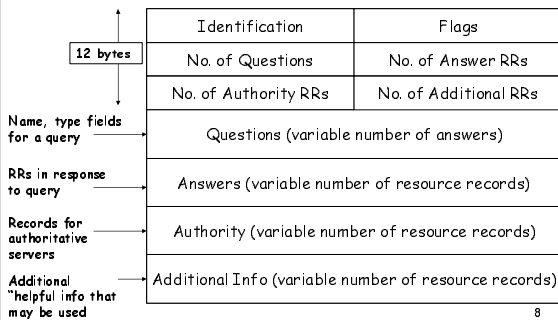 Identification
Flags
12 bytes
No. of Questions
No. of Answer RRs
No. of Authority RRs
No. of Additional RRs
Name, type fields
for a query
Questions (variable number of answers)
RRs in response
to query
Answers (variable number of resource records)
Records for
authoritative
servers
Authority (variable number of resource records)
Additional
"helpful info that
may be used
Additional Info (variable number of resource records)
8